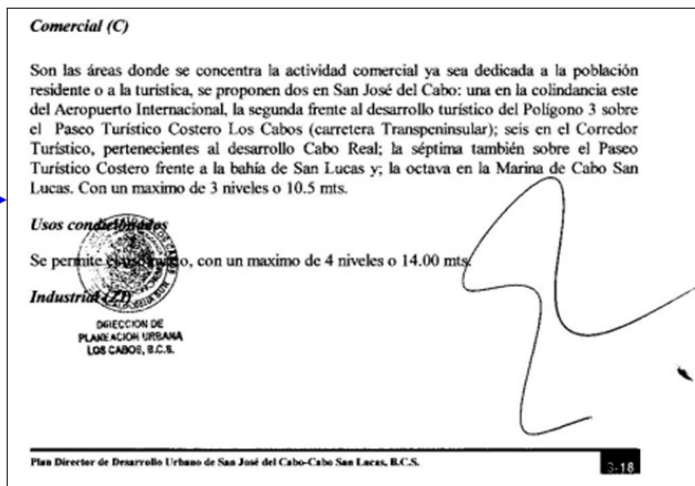 Comercial (C)
Son las áreas donde se concentra la actividad comercial ya sea dedicada a la población
residente o a la turística, se proponen dos en San José del Cabo: una en la colindancia este
del Aeropuerto Internacional, la segunda frente al desarrollo turístico del Polígono 3 sobre
el Paseo Turístico Costero Los Cabos (carretera Transpeninsular); seis en el Corredor
Turístico, pertenecientes al desarrollo Cabo Real; la séptima también sobre el Paseo
Turístico Costero frente a la bahía de San Lucas y; la octava en la Marina de Cabo San
Lucas. Con un maximo de 3 niveles o 10.5 mts.
Usos condicionados
Se permite con un maximo de 4 niveles o 14.00 mts.
Industrial (ZI)
DIRECCION DE
PLANEACION URBANA
LOS CABOS, B.C.S.
Plan Director de Desarrollo Urbano de San José del Cabo-Cabo San Lucas, B.C.S.
3-18